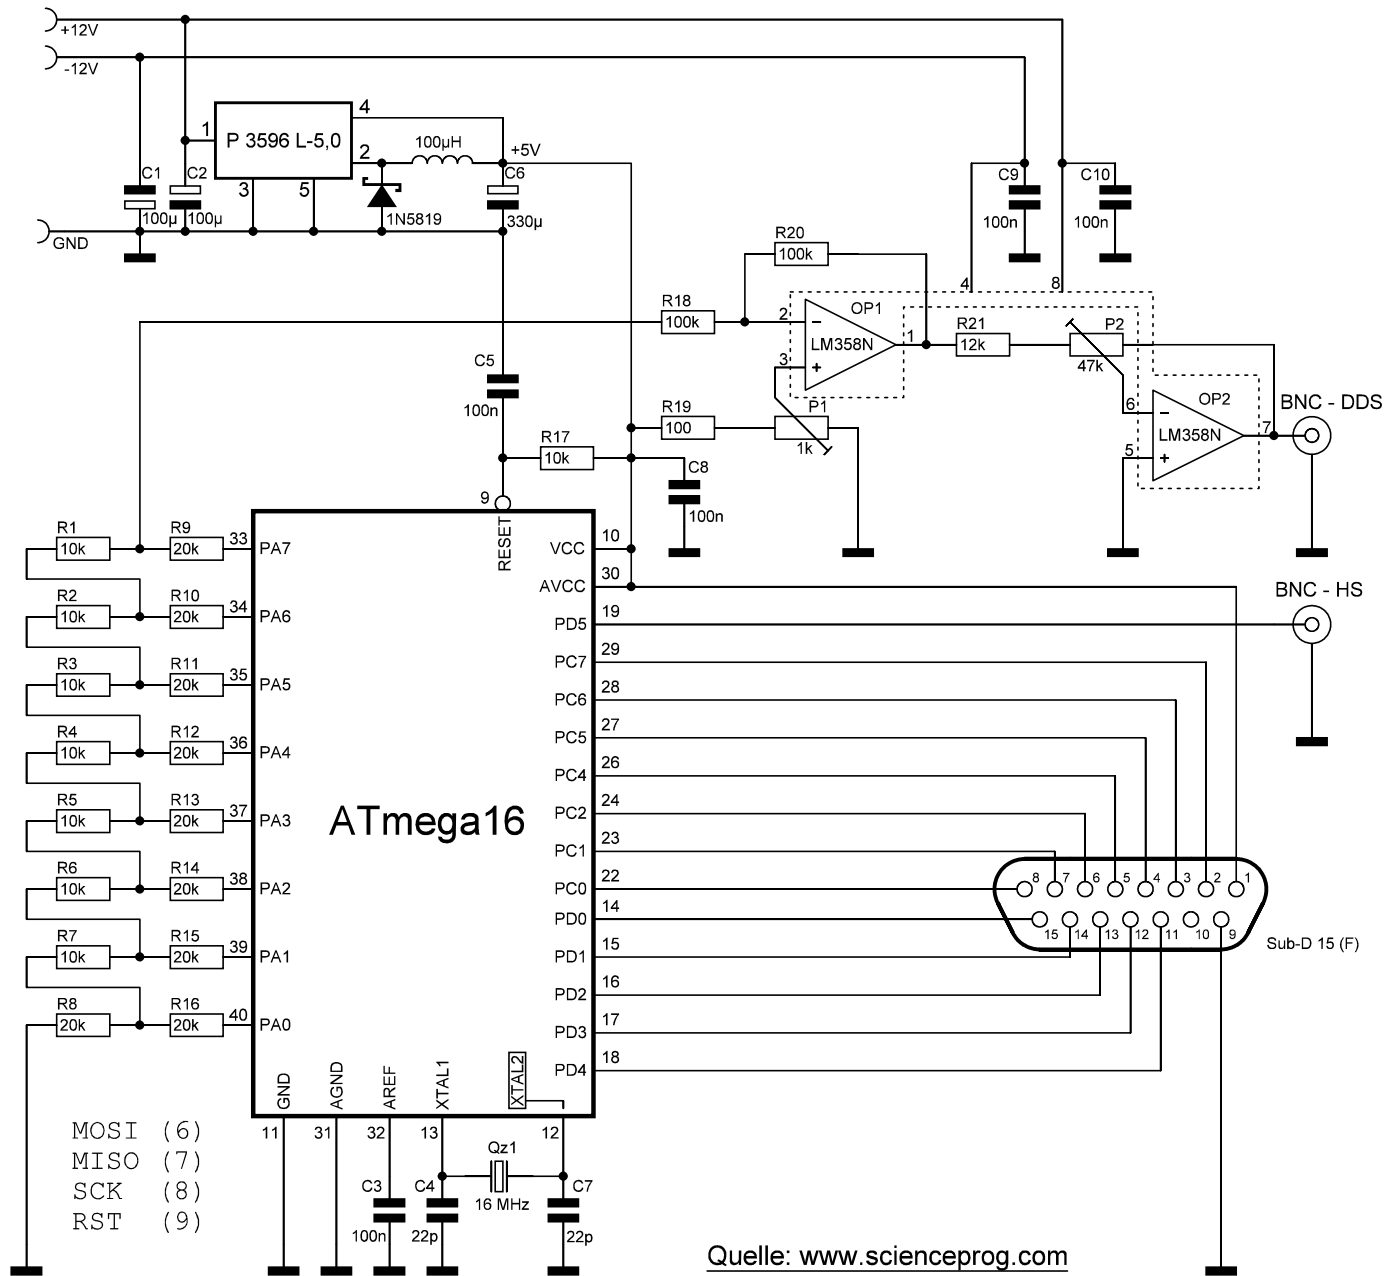 +12V
-12V
GND
1
P 3596 L-5,0
4
2
3
5
100µH
+5V
C1
100µ
C2
100µ
1N5819
C6
330µ
C9
100n
C10
100n
4
8
R20
100k
R18
100k
2
3
OP1
LM358N
1
R21
12k
P2
47k
C5
100n
R19
100
P1
1k
6
5
OP2
LM358N
7
BNC - DDS
R17
10k
C8
100n
9
RESET
R1
10k
R9
20k
33
PA7
R2
10k
R10
20k
34
PA6
R3
10k
R11
20k
35
PA5
R4
10k
R12
20k
36
PA4
R5
10k
R13
20k
37
PA3
R6
10k
R14
20k
38
PA2
R7
10k
R15
20k
39
PA1
R8
20k
R16
20k
40
PA0
ATmega16
VCC
10
AVCC
30
PD5
19
BNC - HS
PC7
29
PC6
28
PC5
27
PC4
26
PC2
24
PC1
23
PC0
22
PD0
14
PD1
15
PD2
16
PD3
17
PD4
18
8
7
6
5
4
3
2
1
15
14
13
12
11
10
9
Sub-D 15 (F)
GND
AGND
AREF
XTAL1
XTAL2
11
31
32
13
12
Qz1
16 MHz
C3
100n
C4
22p
C7
22p
MOSI (6)
MISO (7)
SCK (8)
RST (9)
Quelle: www.scienceprog.com